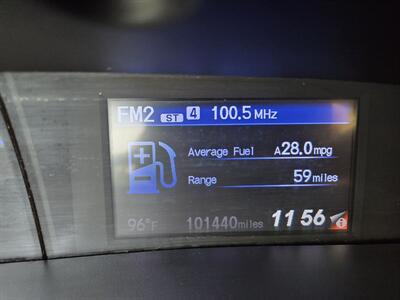 FM2 ST 4 100.5 MHz
Average Fuel A28.0mpg
Range 59miles
96°F 101440miles 11 56 i